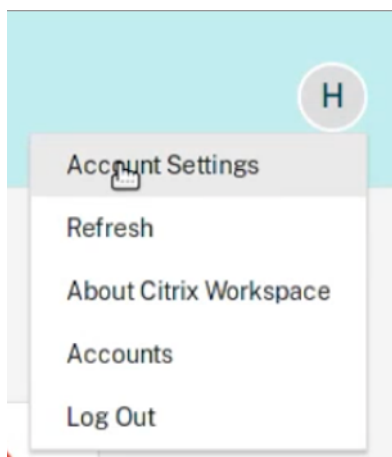 H
Account Settings
Refresh
About Citrix Workspace
Accounts
Log Out